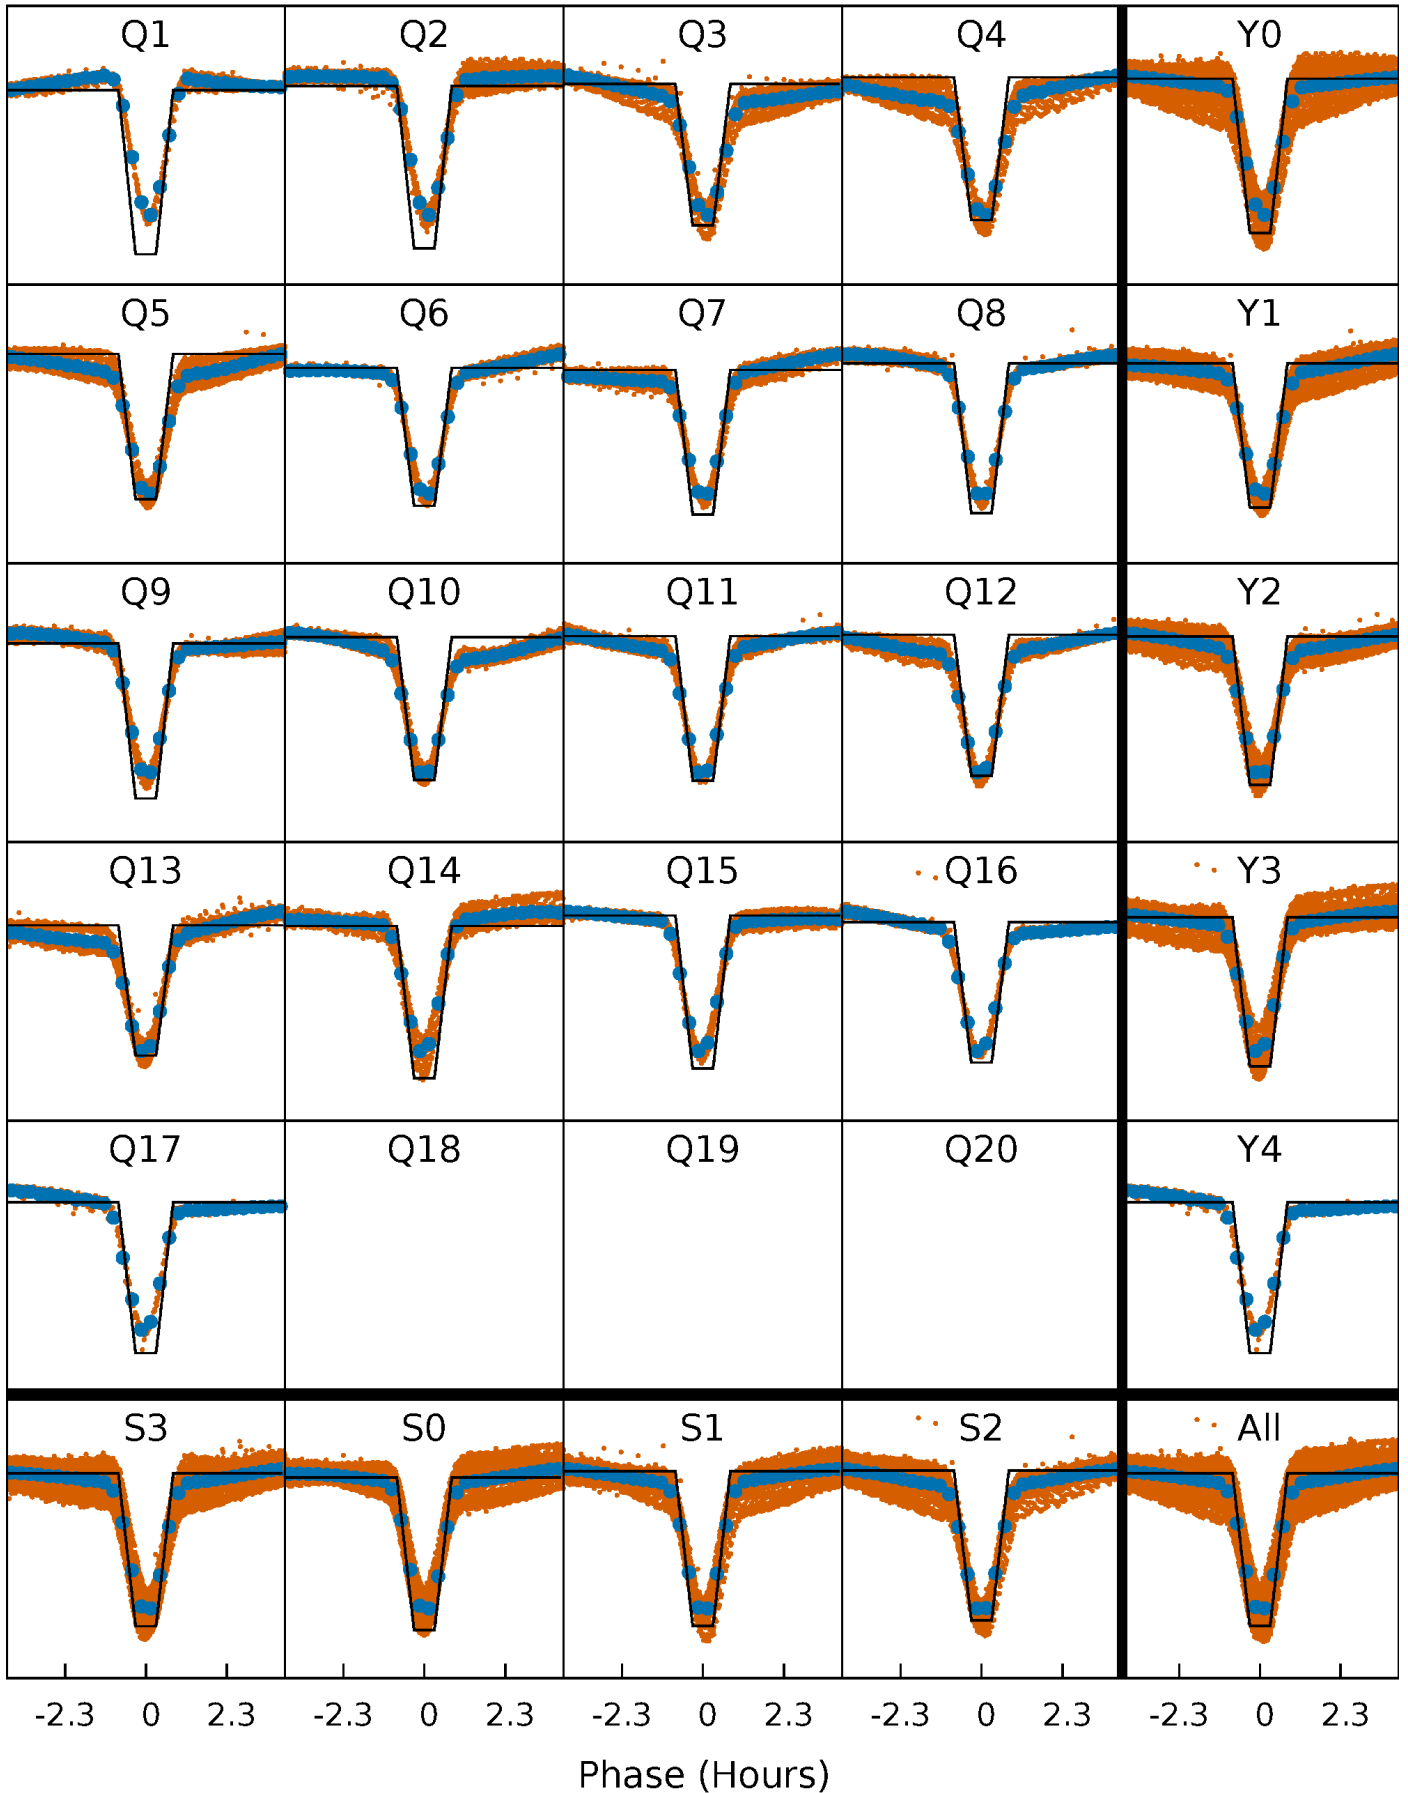 Q1 Q2 Q3 Q4 Y0
Q5 Q6 Q7 Q8 Y1
Q9 Q10 Q11 Q12 Y2
Q13 Q14 Q15 Q16 Y3
Q17 Q18 Q19 Q20 Y4
S3 S0 S1 S2 All
-2.3 0 2.3 -2.3 0 2.3 -2.3 0 2.3 -2.3 0 2.3 -2.3 0 2.3
Phase (Hours)